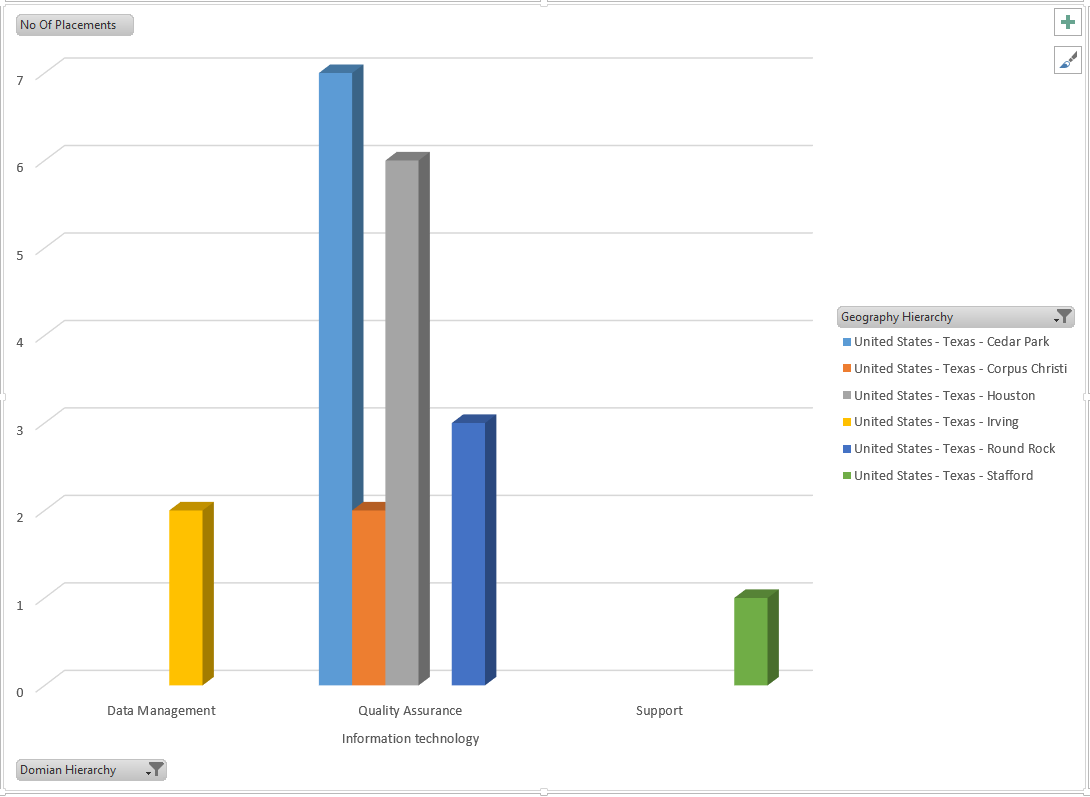 No Of Placements
7
6
5
4
3
2
1
0
Data Management
Quality Assurance
Support
Information technology
Domian Hierarchy
Geography Hierarchy
United States - Texas - Cedar Park
United States - Texas - Corpus Christi
United States - Texas - Houston
United States - Texas - Irving
United States - Texas - Round Rock
United States - Texas - Stafford